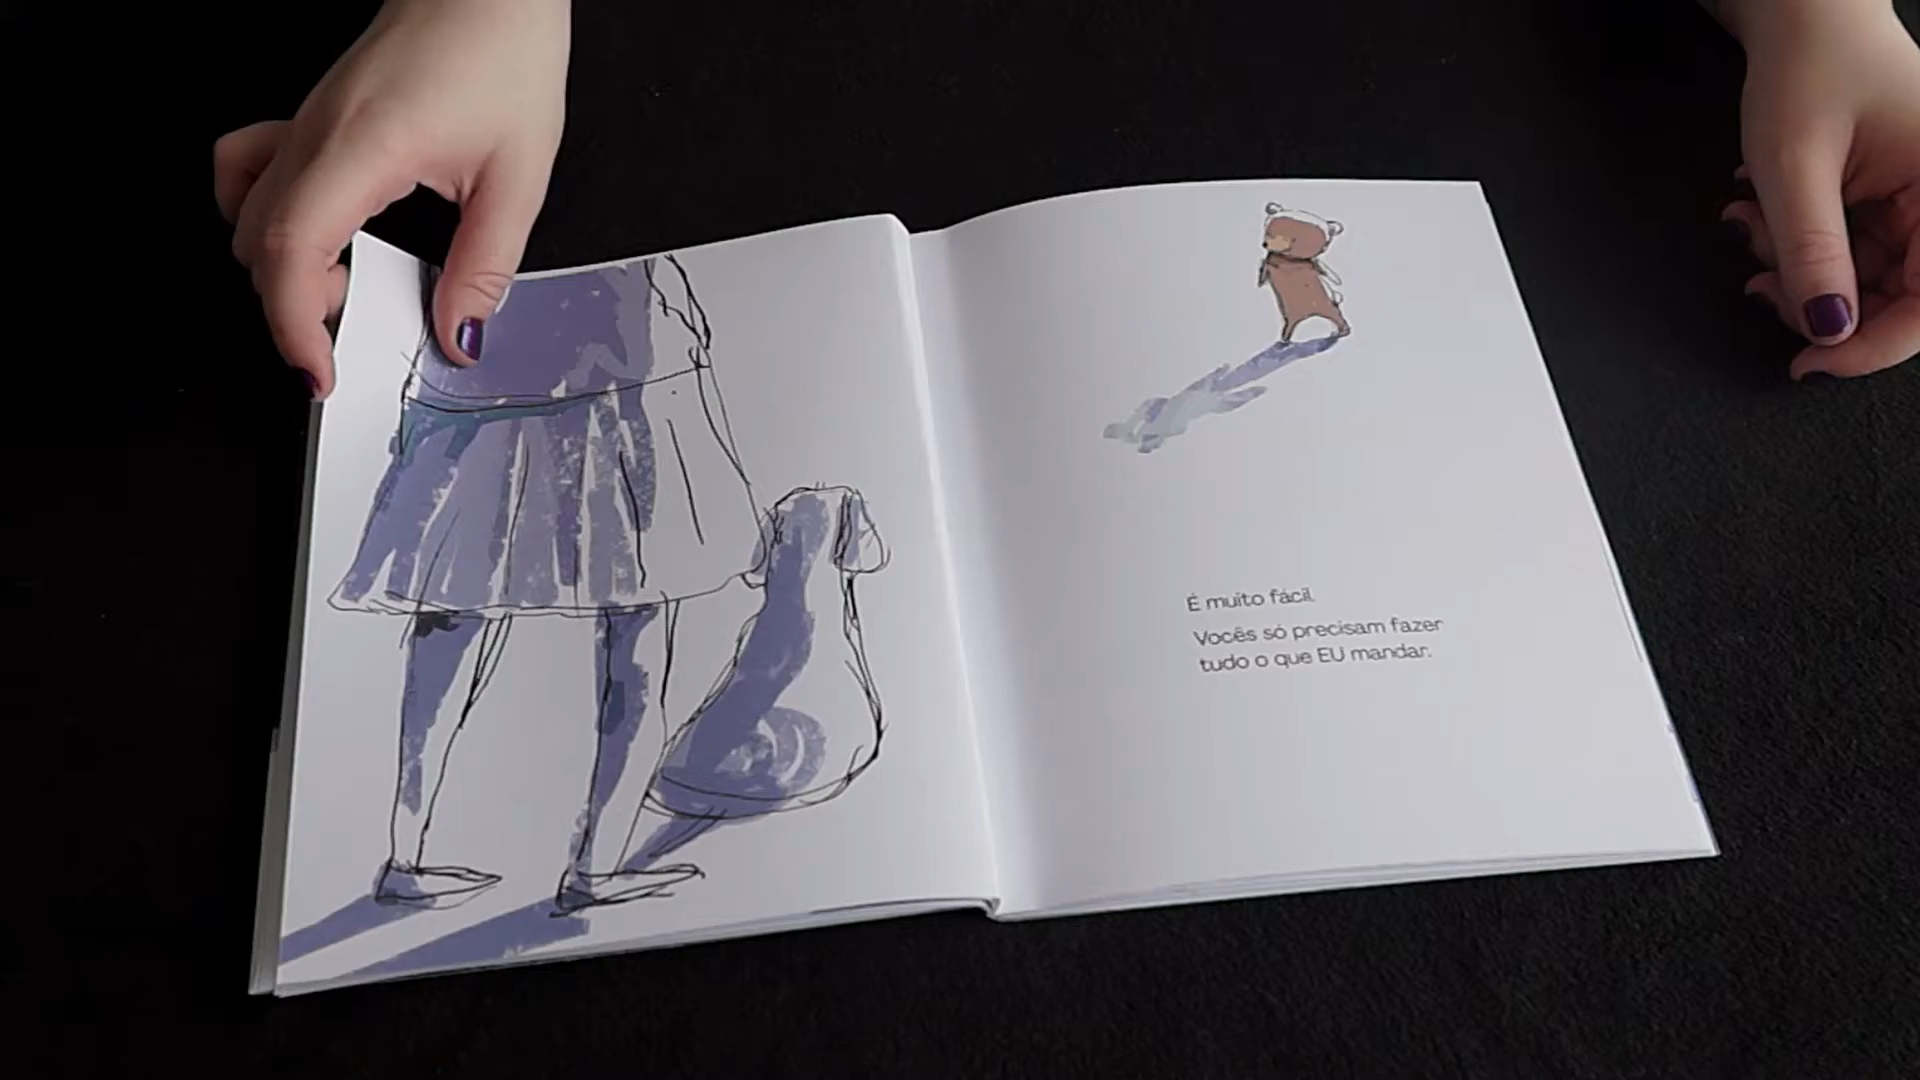 É muito fácil.
Vocês só precisam fazer
tudo o que EU mandar.